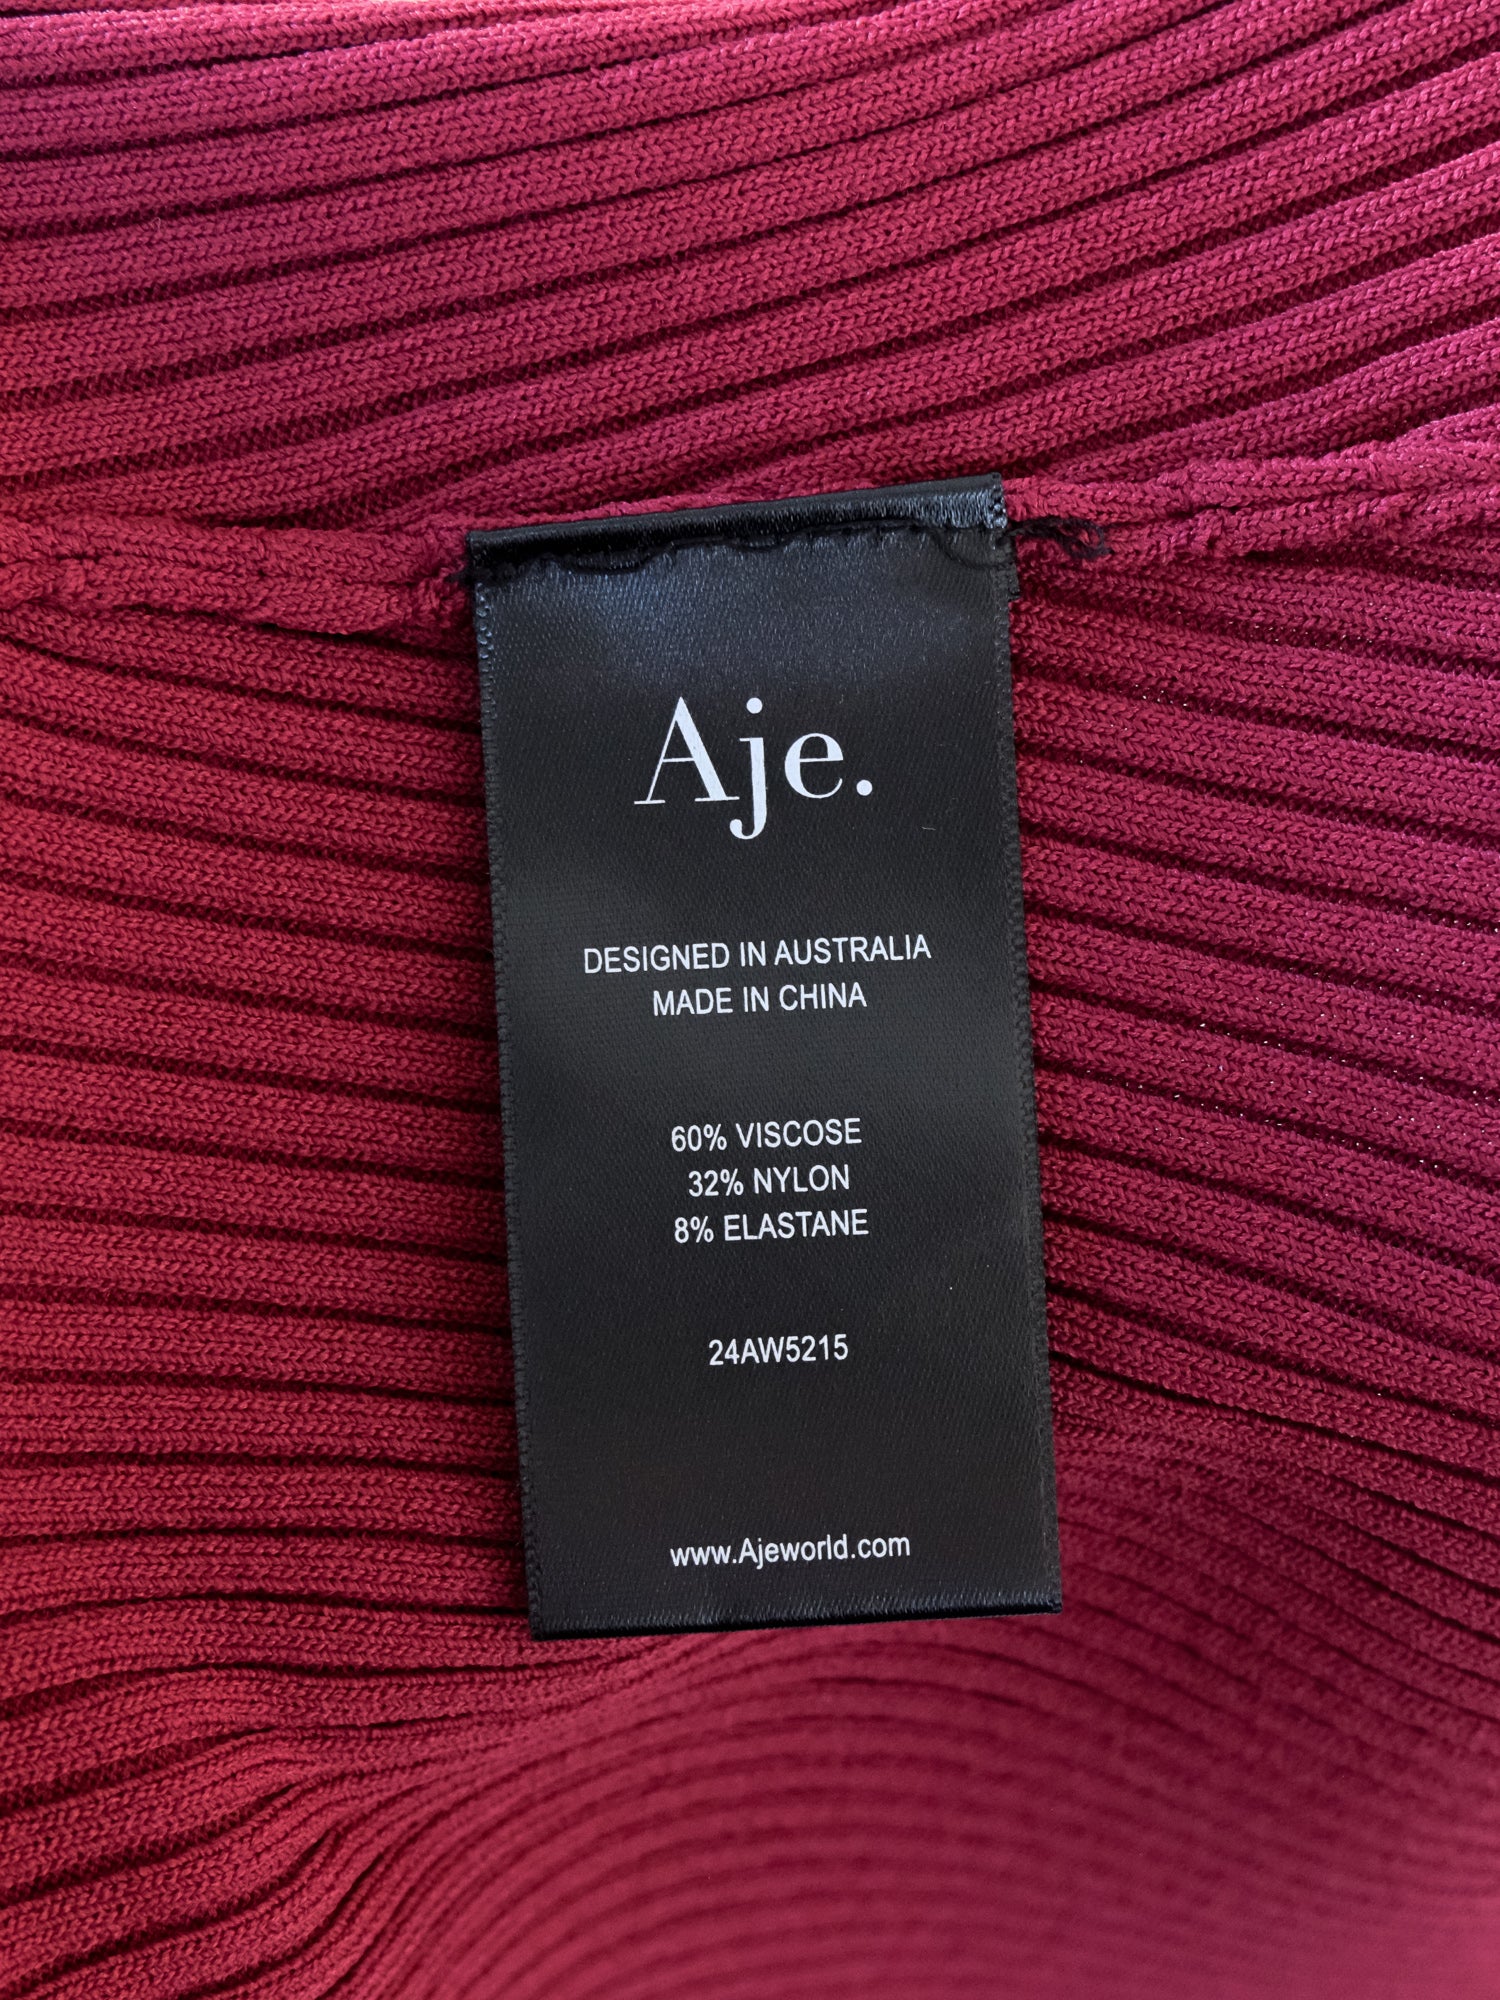 Aje.
DESIGNED IN AUSTRALIA
MADE IN CHINA
60% VISCOSE
32% NYLON
8% ELASTANE
24AW5215
www.Ajeworld.com